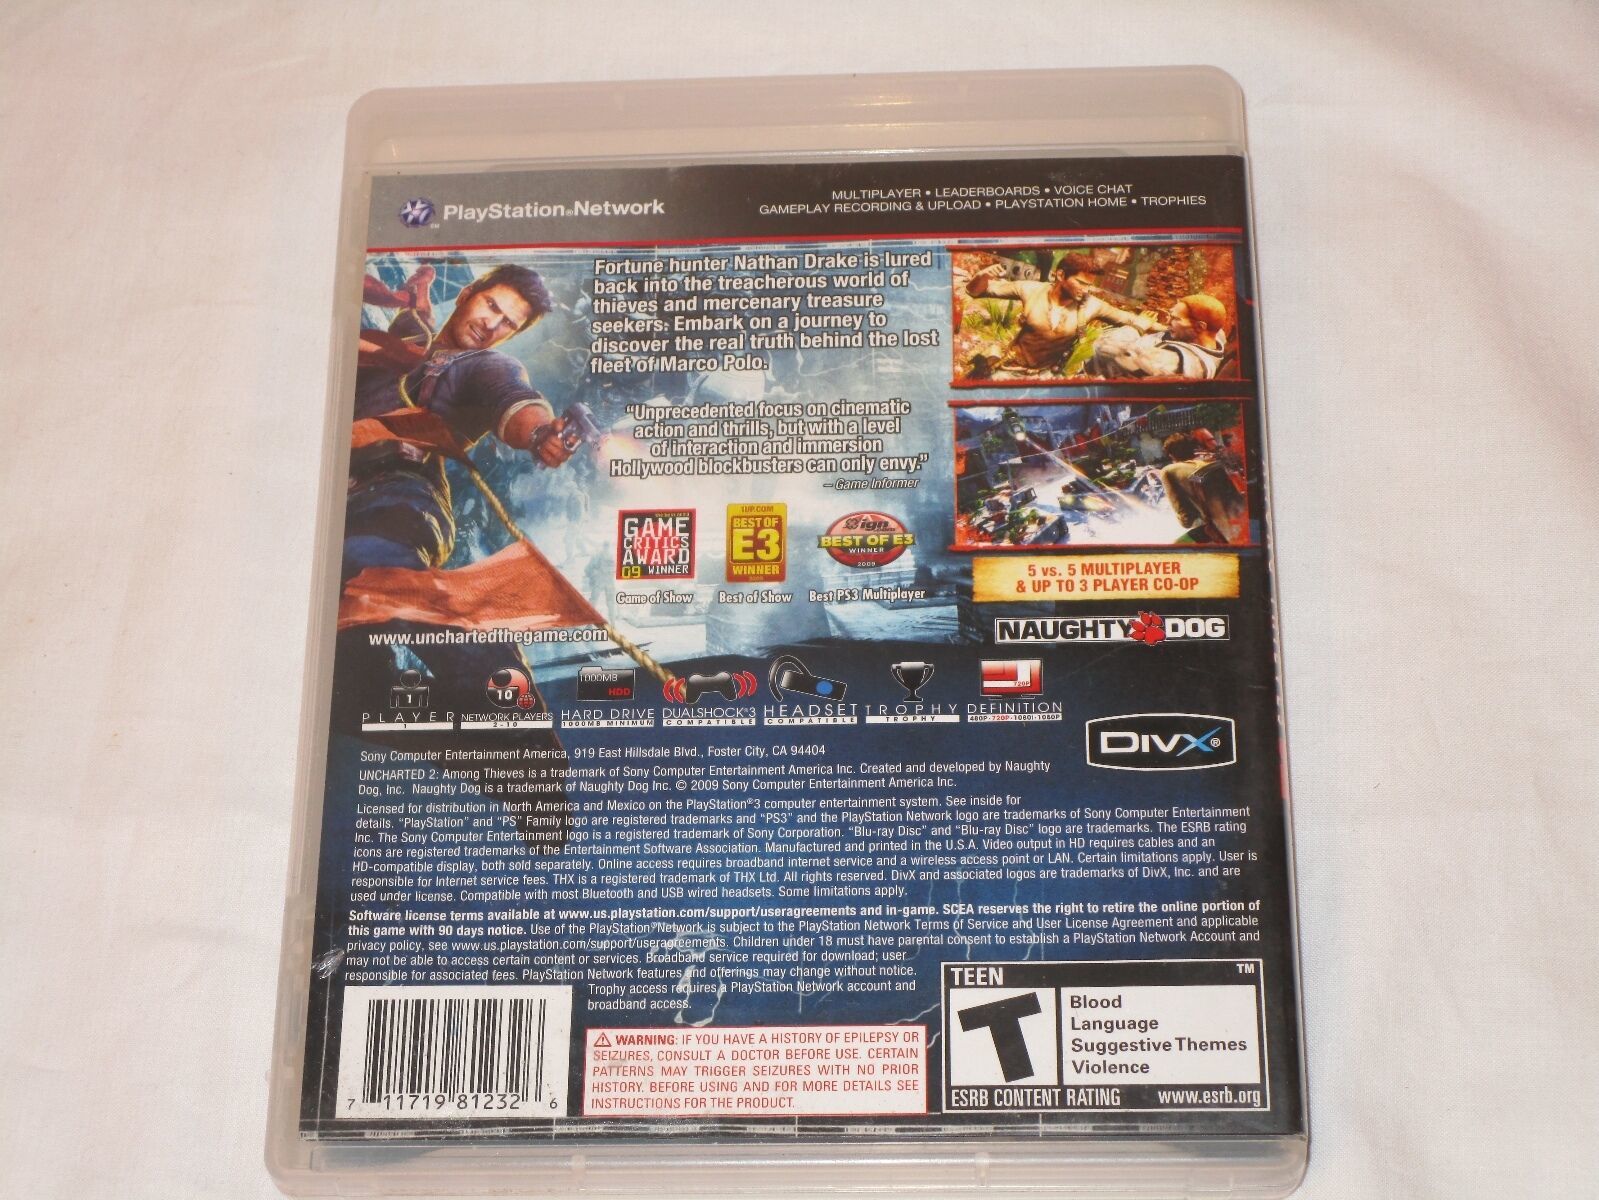 PlayStation®Network
MULTIPLAYER • LEADERBOARDS • VOICE CHAT
GAMEPLAY RECORDING & UPLOAD • PLAYSTATION HOME • TROPHIES
Fortune hunter Nathan Drake is lured
back into the treacherous world of
thieves and mercenary treasure
seekers. Embark on a journey to
discover the real truth behind the lost
fleet of Marco Polo.
“Unprecedented focus on cinematic
action and thrills, but with a level
of interaction and immersion
Hollywood blockbusters can only envy.”
– Game Informer
GAME
CRITICS
AWARD
09 WINNER
Game of Show
1UP.COM
BEST OF
E3
WINNER
2009
Best of Show
ign.com
BEST OF E3
WINNER
2009
Best PS3 Multiplayer
5 vs. 5 MULTIPLAYER
& UP TO 3 PLAYER CO-OP
www.unchartedthegame.com
NAUGHTY DOG
1
PLAYER
1
10
NETWORK PLAYERS
2-10
1000MB
HDD
HARD DRIVE
1000MB MINIMUM
DUALSHOCK®3
COMPATIBLE
HEADSET
COMPATIBLE
TROPHY
TROPHY
720P
DEFINITION
480P·720P·1080i·1080P
DIVX®
Sony Computer Entertainment America, 919 East Hillsdale Blvd., Foster City, CA 94404
UNCHARTED 2: Among Thieves is a trademark of Sony Computer Entertainment America Inc. Created and developed by Naughty
Dog, Inc. Naughty Dog is a trademark of Naughty Dog Inc. © 2009 Sony Computer Entertainment America Inc.
Licensed for distribution in North America and Mexico on the PlayStation®3 computer entertainment system. See inside for
details. “PlayStation” and “PS” Family logo are registered trademarks and “PS3” and the PlayStation Network logo are trademarks of Sony Computer Entertainment
Inc. The Sony Computer Entertainment logo is a registered trademark of Sony Corporation. “Blu-ray Disc” and “Blu-ray Disc” logo are trademarks. The ESRB rating
icons are registered trademarks of the Entertainment Software Association. Manufactured and printed in the U.S.A. Video output in HD requires cables and an
HD-compatible display, both sold separately. Online access requires broadband internet service and a wireless access point or LAN. Certain limitations apply. User is
responsible for Internet service fees. THX is a registered trademark of THX Ltd. All rights reserved. DivX and associated logos are trademarks of DivX, Inc. and are
used under license. Compatible with most Bluetooth and USB wired headsets. Some limitations apply.
Software license terms available at www.us.playstation.com/support/useragreements and in-game. SCEA reserves the right to retire the online portion of
this game with 90 days notice. Use of the PlayStation®Network is subject to the PlayStation Network Terms of Service and User License Agreement and applicable
privacy policy, see www.us.playstation.com/support/useragreements. Children under 18 must have parental consent to establish a PlayStation Network Account and
may not be able to access certain content or services. Broadband service required for download; user
responsible for associated fees. PlayStation Network features and offerings may change without notice.
Trophy access requires a PlayStation Network account and
broadband access.
7 11719 81232 6
WARNING: IF YOU HAVE A HISTORY OF EPILEPSY OR
SEIZURES, CONSULT A DOCTOR BEFORE USE. CERTAIN
PATTERNS MAY TRIGGER SEIZURES WITH NO PRIOR
HISTORY. BEFORE USING AND FOR MORE DETAILS SEE
INSTRUCTIONS FOR THE PRODUCT.
TEEN ™
T
Blood
Language
Suggestive Themes
Violence
ESRB CONTENT RATING www.esrb.org